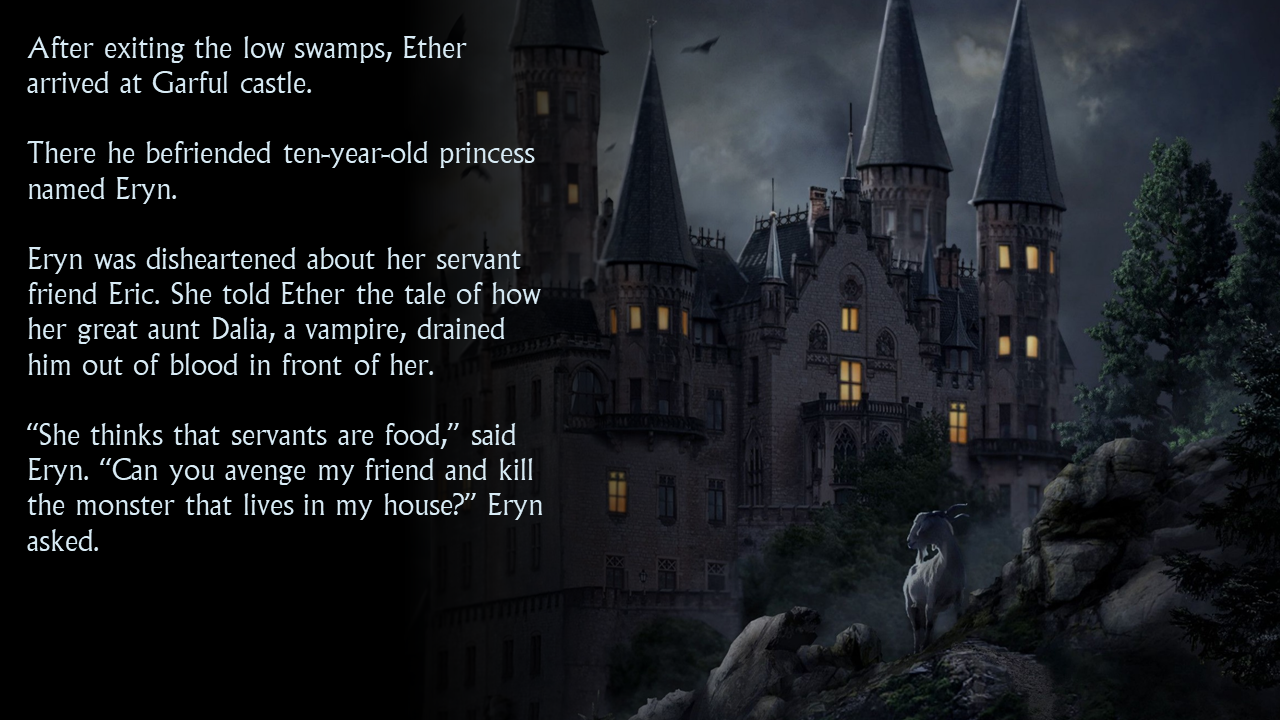 After exiting the low swamps, Ether
arrived at Garful castle.
There he befriended ten-year-old princess
named Eryn.
Eryn was disheartened about her servant
friend Eric. She told Ether the tale of how
her great aunt Dalia, a vampire, drained
him out of blood in front of her.
“She thinks that servants are food,” said
Eryn. “Can you avenge my friend and kill
the monster that lives in my house?” Eryn
asked.